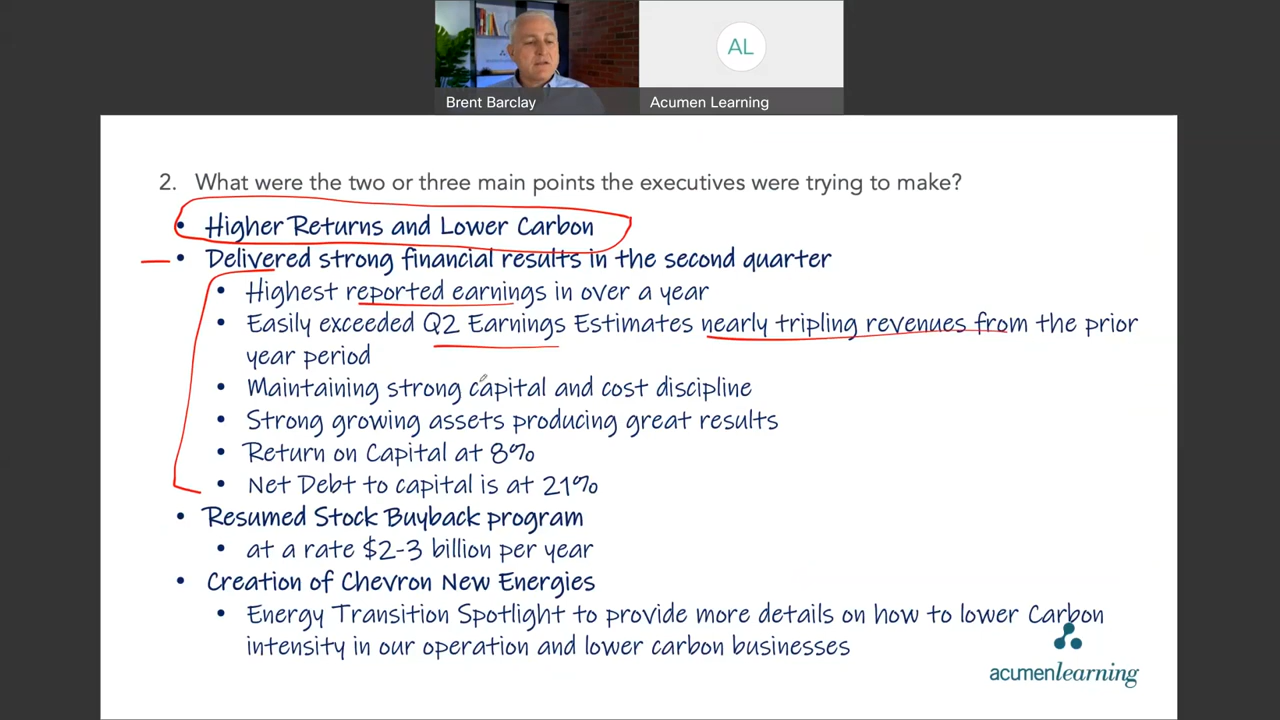 AL
Brent Barclay
Acumen Learning
2. What were the two or three main points the executives were trying to make?
• Higher Returns and Lower Carbon
• Delivered strong financial results in the second quarter
• Highest reported earnings in over a year
• Easily exceeded Q2 Earnings Estimates nearly tripling revenues from the prior
year period
• Maintaining strong capital and cost discipline
• Strong growing assets producing great results
• Return on Capital at 8%
• Net Debt to capital is at 21%
• Resumed Stock Buyback program
• at a rate $2-3 billion per year
• Creation of Chevron New Energies
• Energy Transition Spotlight to provide more details on how to lower Carbon
intensity in our operation and lower carbon businesses
acumenlearning